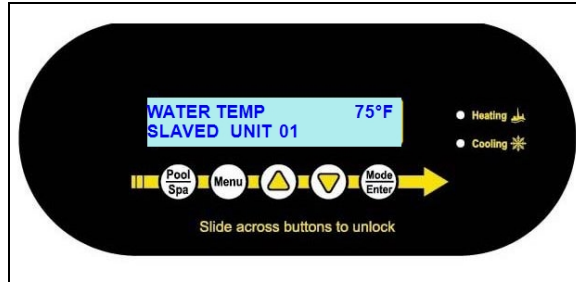 WATER TEMP 75°F
SLAVED UNIT 01
Heating
Cooling
Pool
Spa
Menu
Mode
Enter
Slide across buttons to unlock